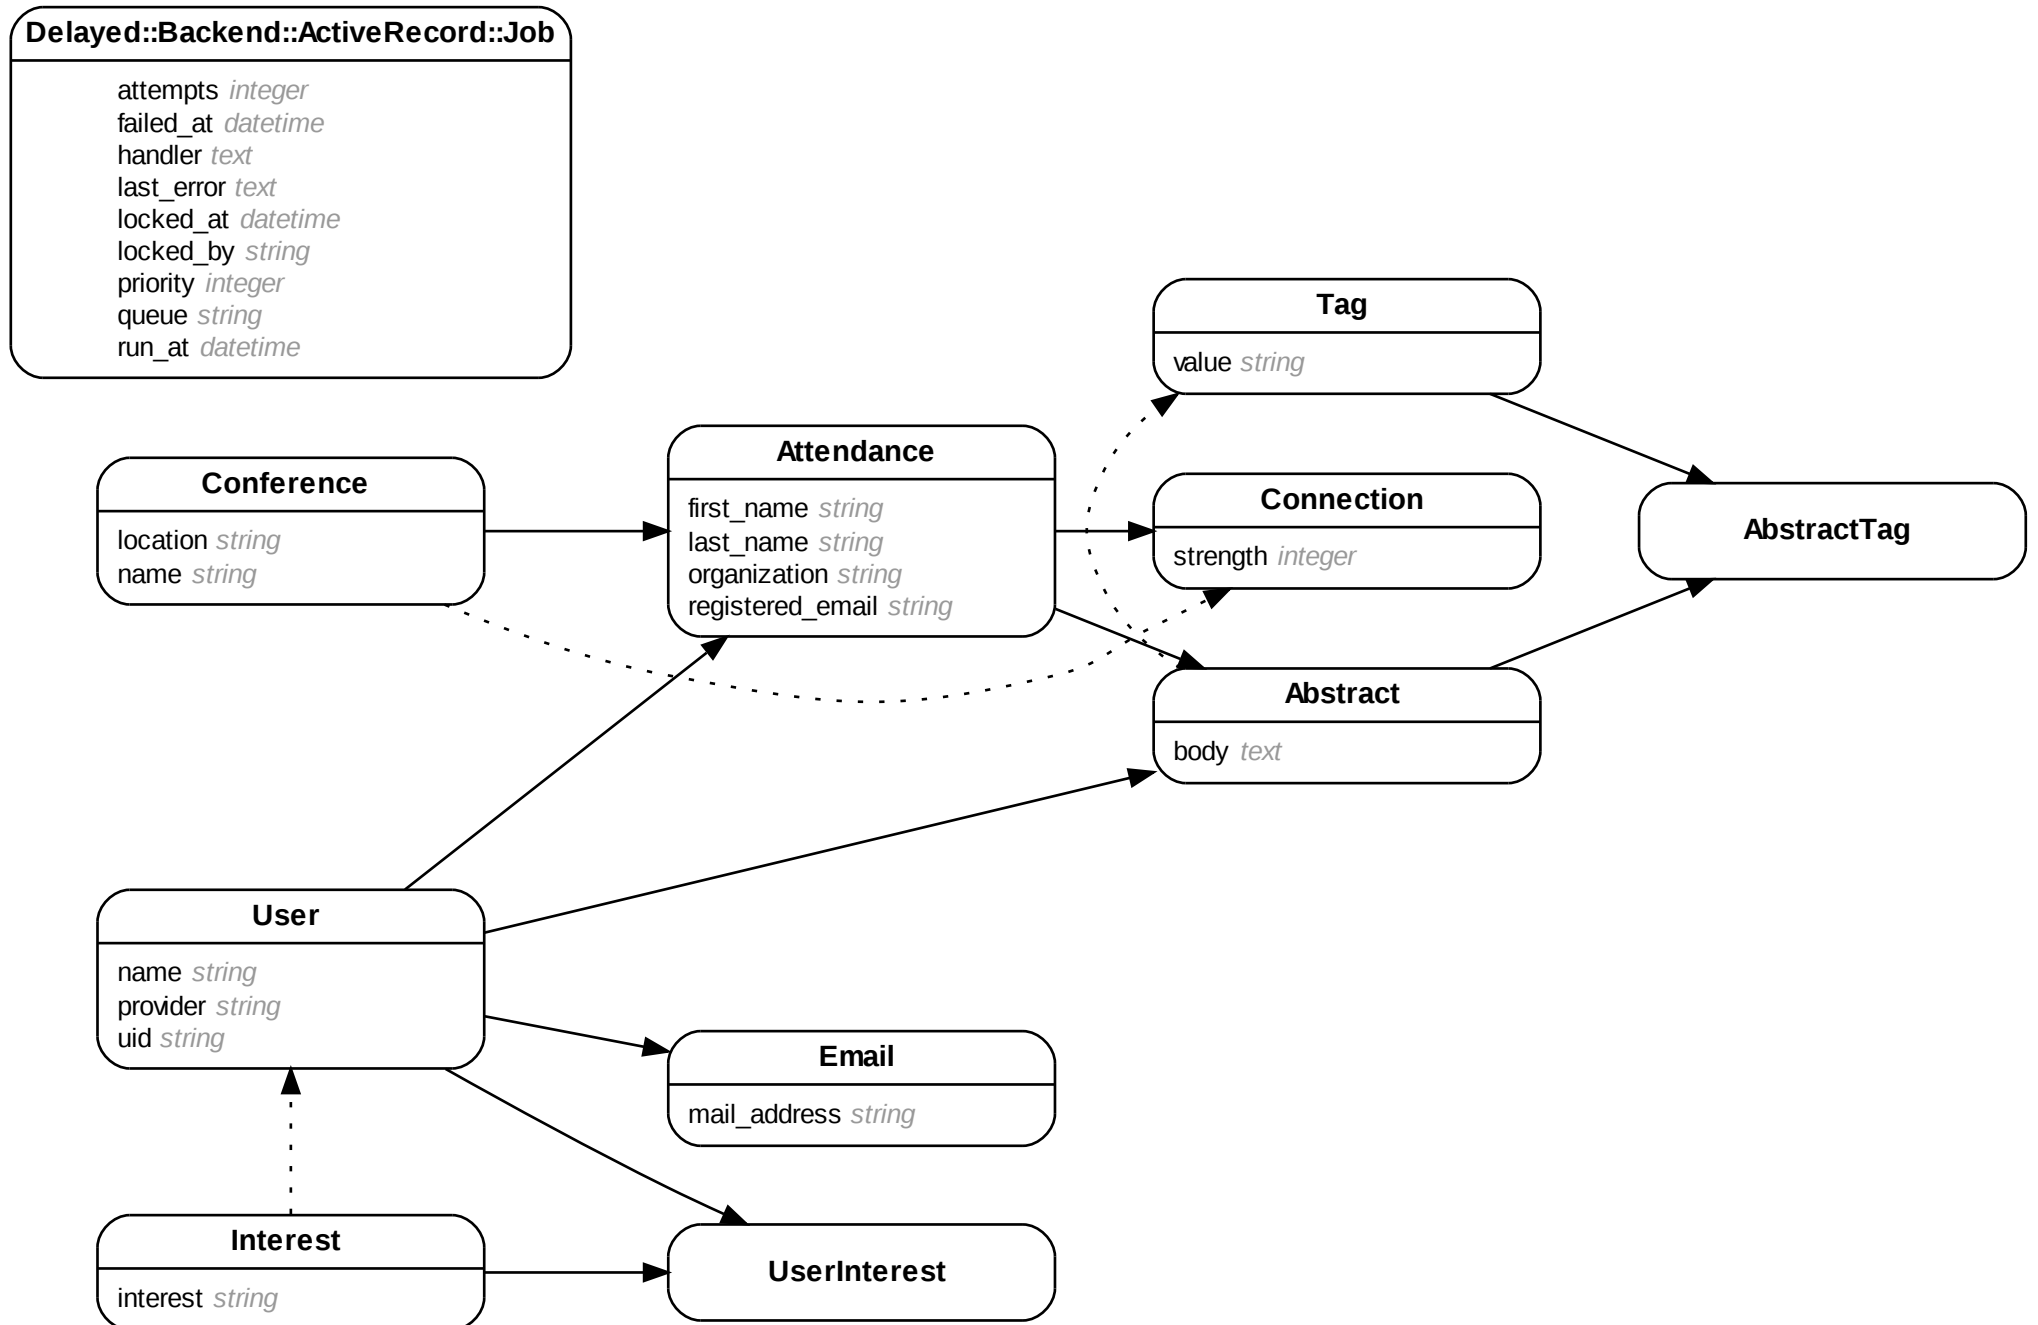 Delayed::Backend::ActiveRecord::Job
attempts integer
failed_at datetime
handler text
last_error text
locked_at datetime
locked_by string
priority integer
queue string
run_at datetime
Tag
value string
Conference
location string
name string
Attendance
first_name string
last_name string
organization string
registered_email string
Connection
strength integer
AbstractTag
Abstract
body text
User
name string
provider string
uid string
Email
mail_address string
Interest
interest string
UserInterest